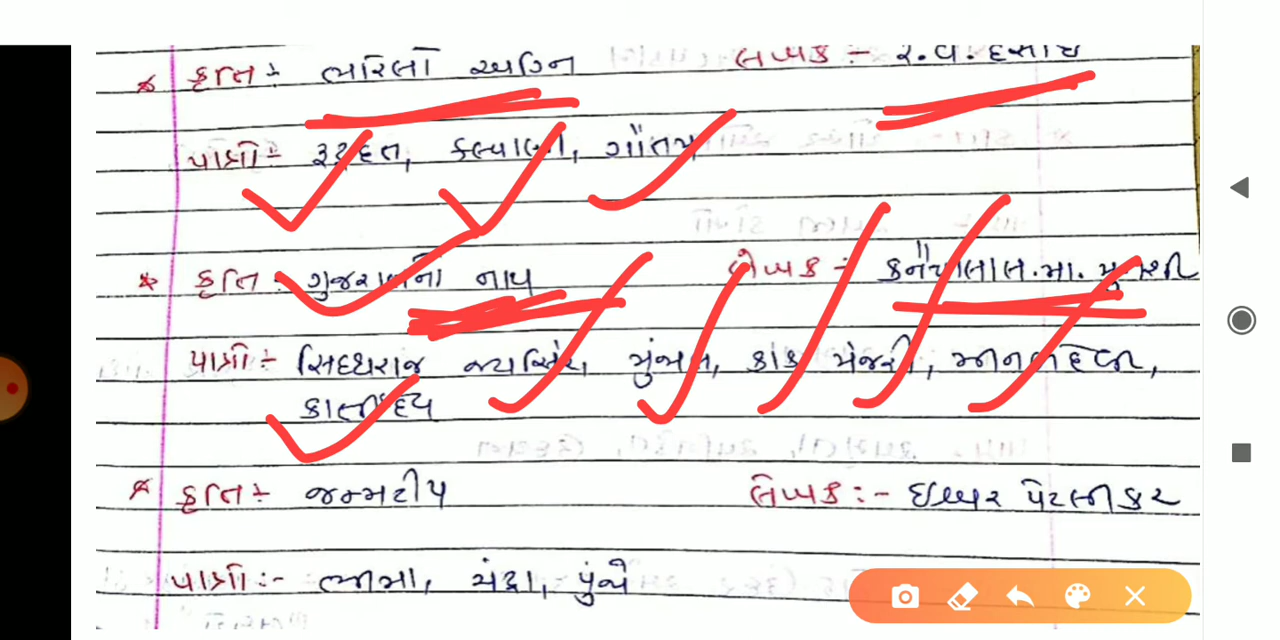 * કૃતિ :- ભારેલો અગ્નિ લેખક :- ર.વ. દેસાઈ
પાત્રો :- રૂદ્રદત્ત, કલ્યાણી, ગૌતમ
* કૃતિ :- ગુજરાતનો નાથ લેખક :- કનૈયાલાલ.મા. મુનશી
પાત્રો :- સિધ્ધરાજ જયસિંહ, મુંજાલ, કાક મંજરી, મીનળદેવી,
કીર્તીદેવ
* કૃતિ :- જન્મટીપ લેખક :- ઈશ્વર પેટલીકર
પાત્રો :- ભીમા, ચંદા, પુંજો